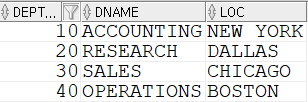 DEPT... DNAME LOC
10 ACCOUNTING NEW YORK
20 RESEARCH DALLAS
30 SALES CHICAGO
40 OPERATIONS BOSTON